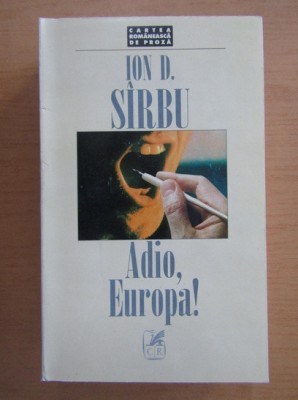 CARTEA
ROMÂNEASCĂ
DE PROZĂ
ION D.
SÎRBU
Adio,
Europa!
CR